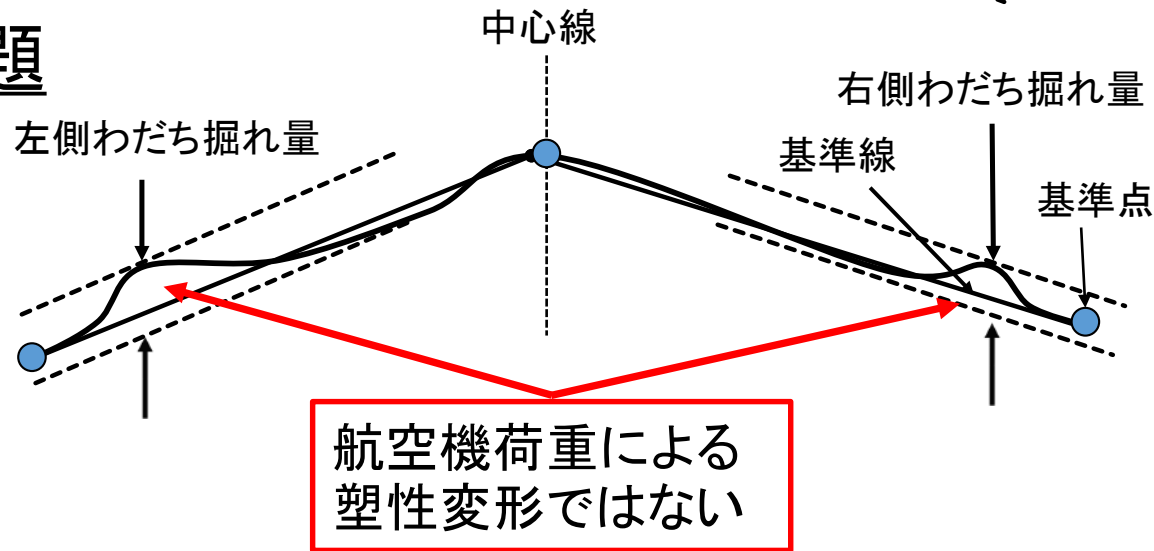 題
中心線
右側わだち掘れ量
左側わだち掘れ量
基準線
基準点
航空機荷重による
塑性変形ではない